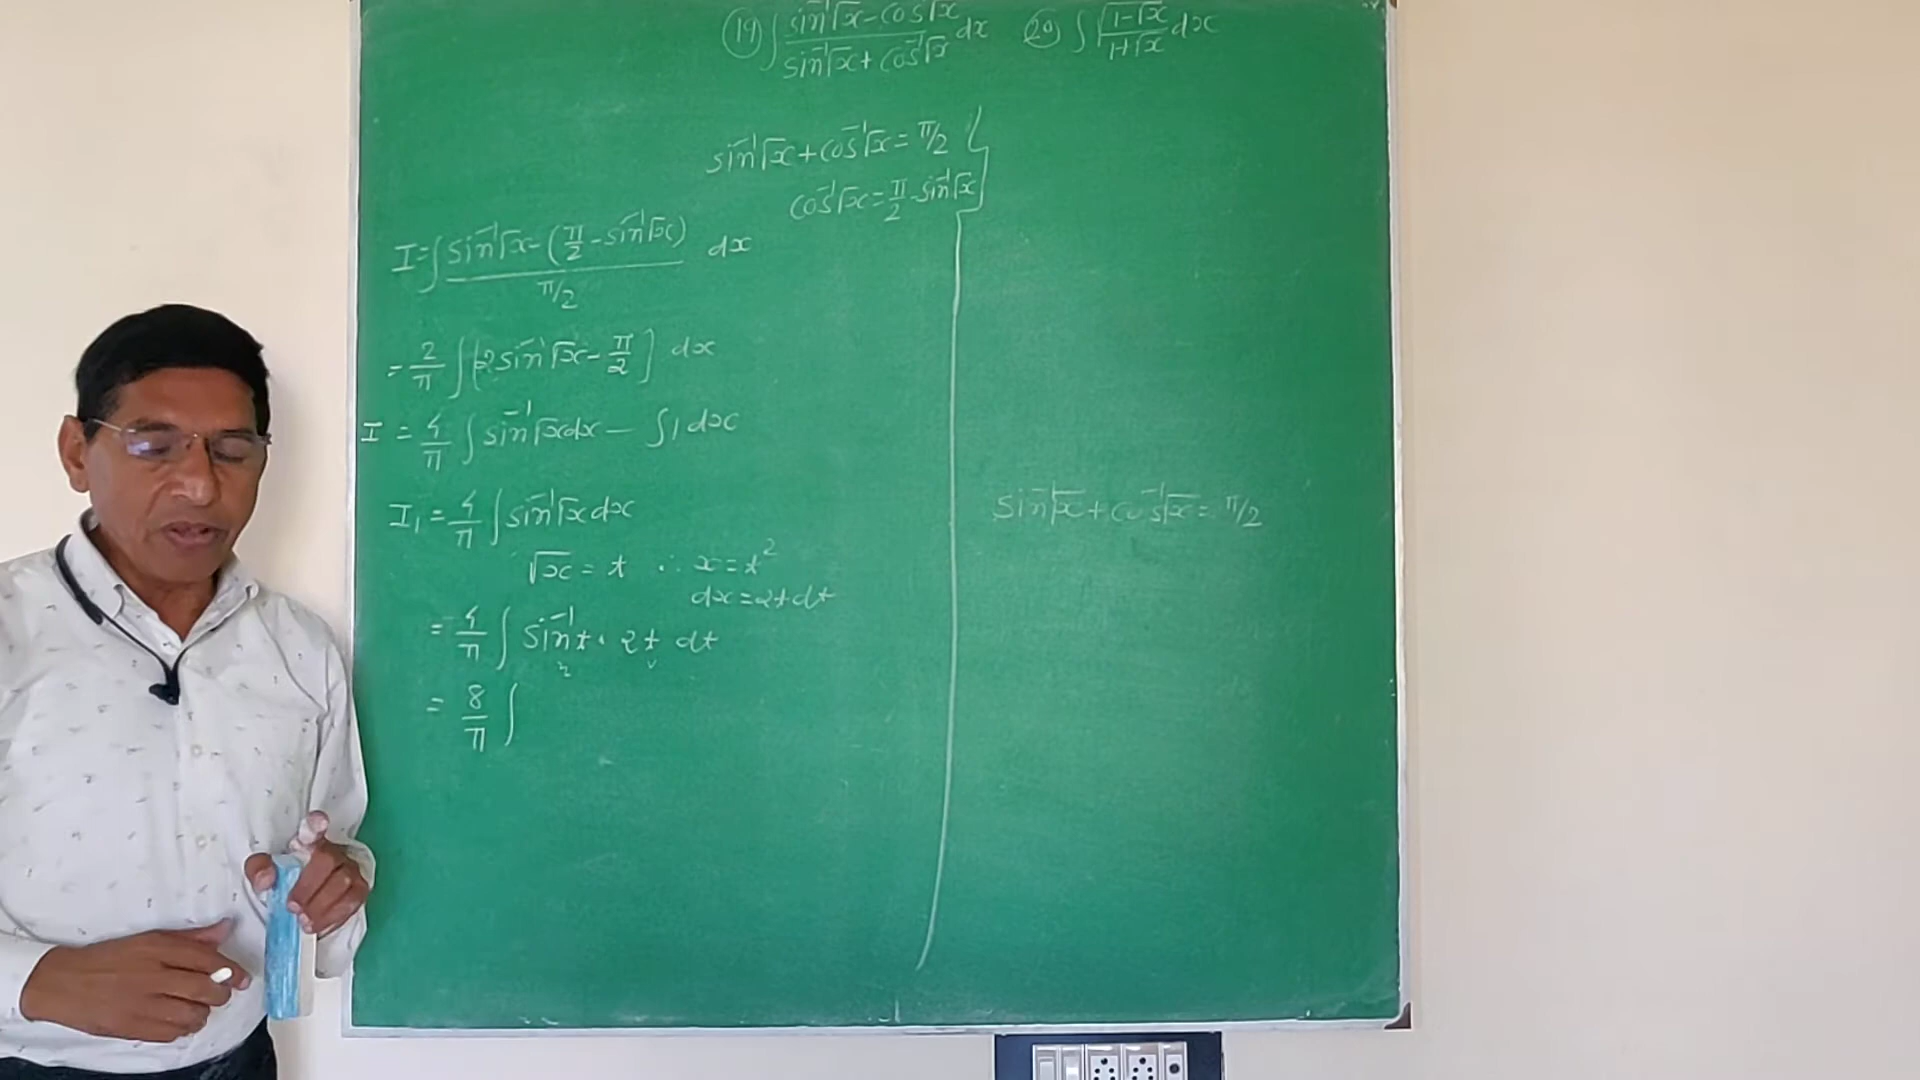 (19) ∫ sin⁻¹√x - cos⁻¹√x / sin⁻¹√x + cos⁻¹√x dx (20) ∫ √(1-√x / 1+√x) dx
sin⁻¹√x + cos⁻¹√x = π/2
cos⁻¹√x = π/2 - sin⁻¹√x
I = ∫ sin⁻¹√x - (π/2 - sin⁻¹√x) / π/2 dx
= 2/π ∫ [2 sin⁻¹√x - π/2] dx
I = 4/π ∫ sin⁻¹√x dx - ∫ 1 dx
I₁ = 4/π ∫ sin⁻¹√x dx
√x = t ∴ x = t²
dx = 2t dt
= 4/π ∫ sin⁻¹t · 2t dt
= 8/π ∫
sin⁻¹√x + cos⁻¹√x = π/2